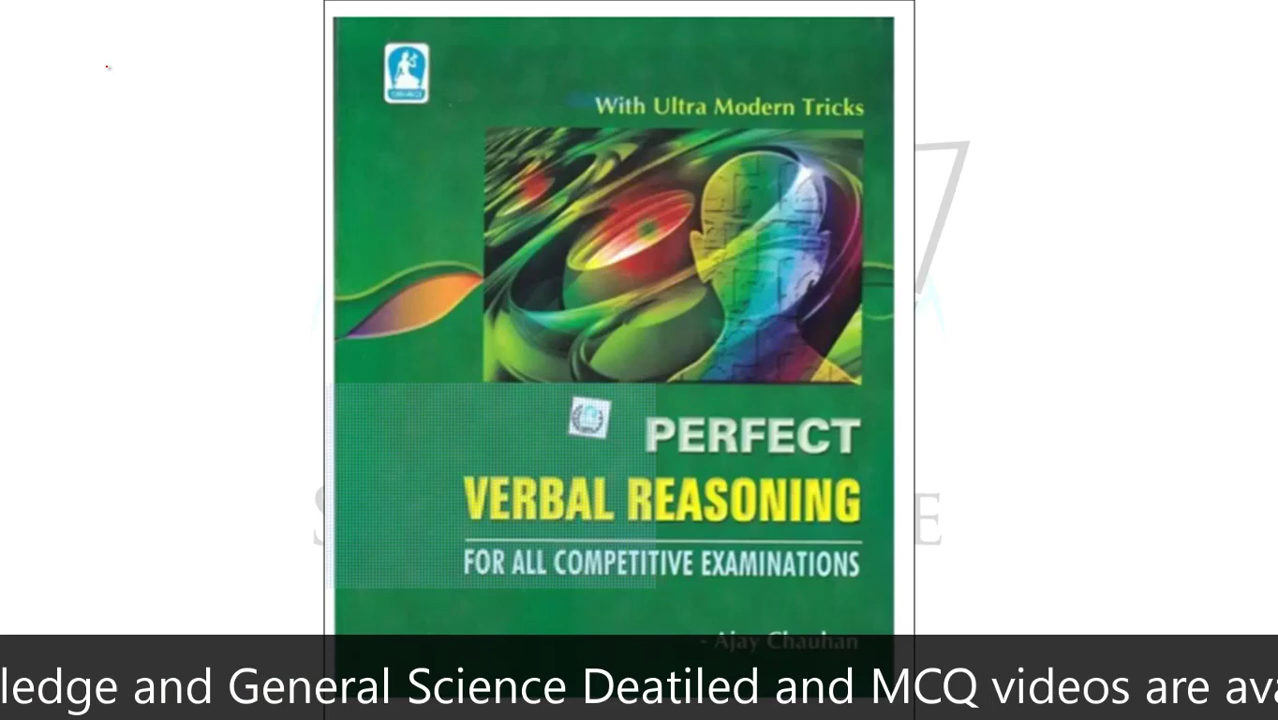 With Ultra Modern Tricks
PERFECT
VERBAL REASONING
FOR ALL COMPETITIVE EXAMINATIONS
- Ajay Chauhan
ledge and General Science Deatiled and MCQ videos are ava